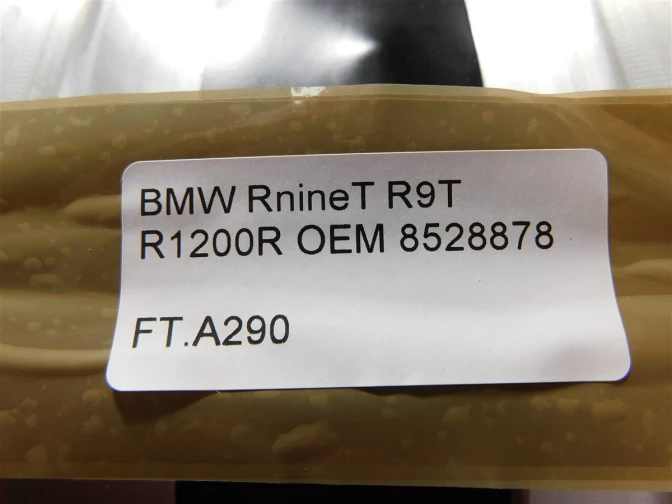 BMW RnineT R9T
R1200R OEM 8528878
FT.A290